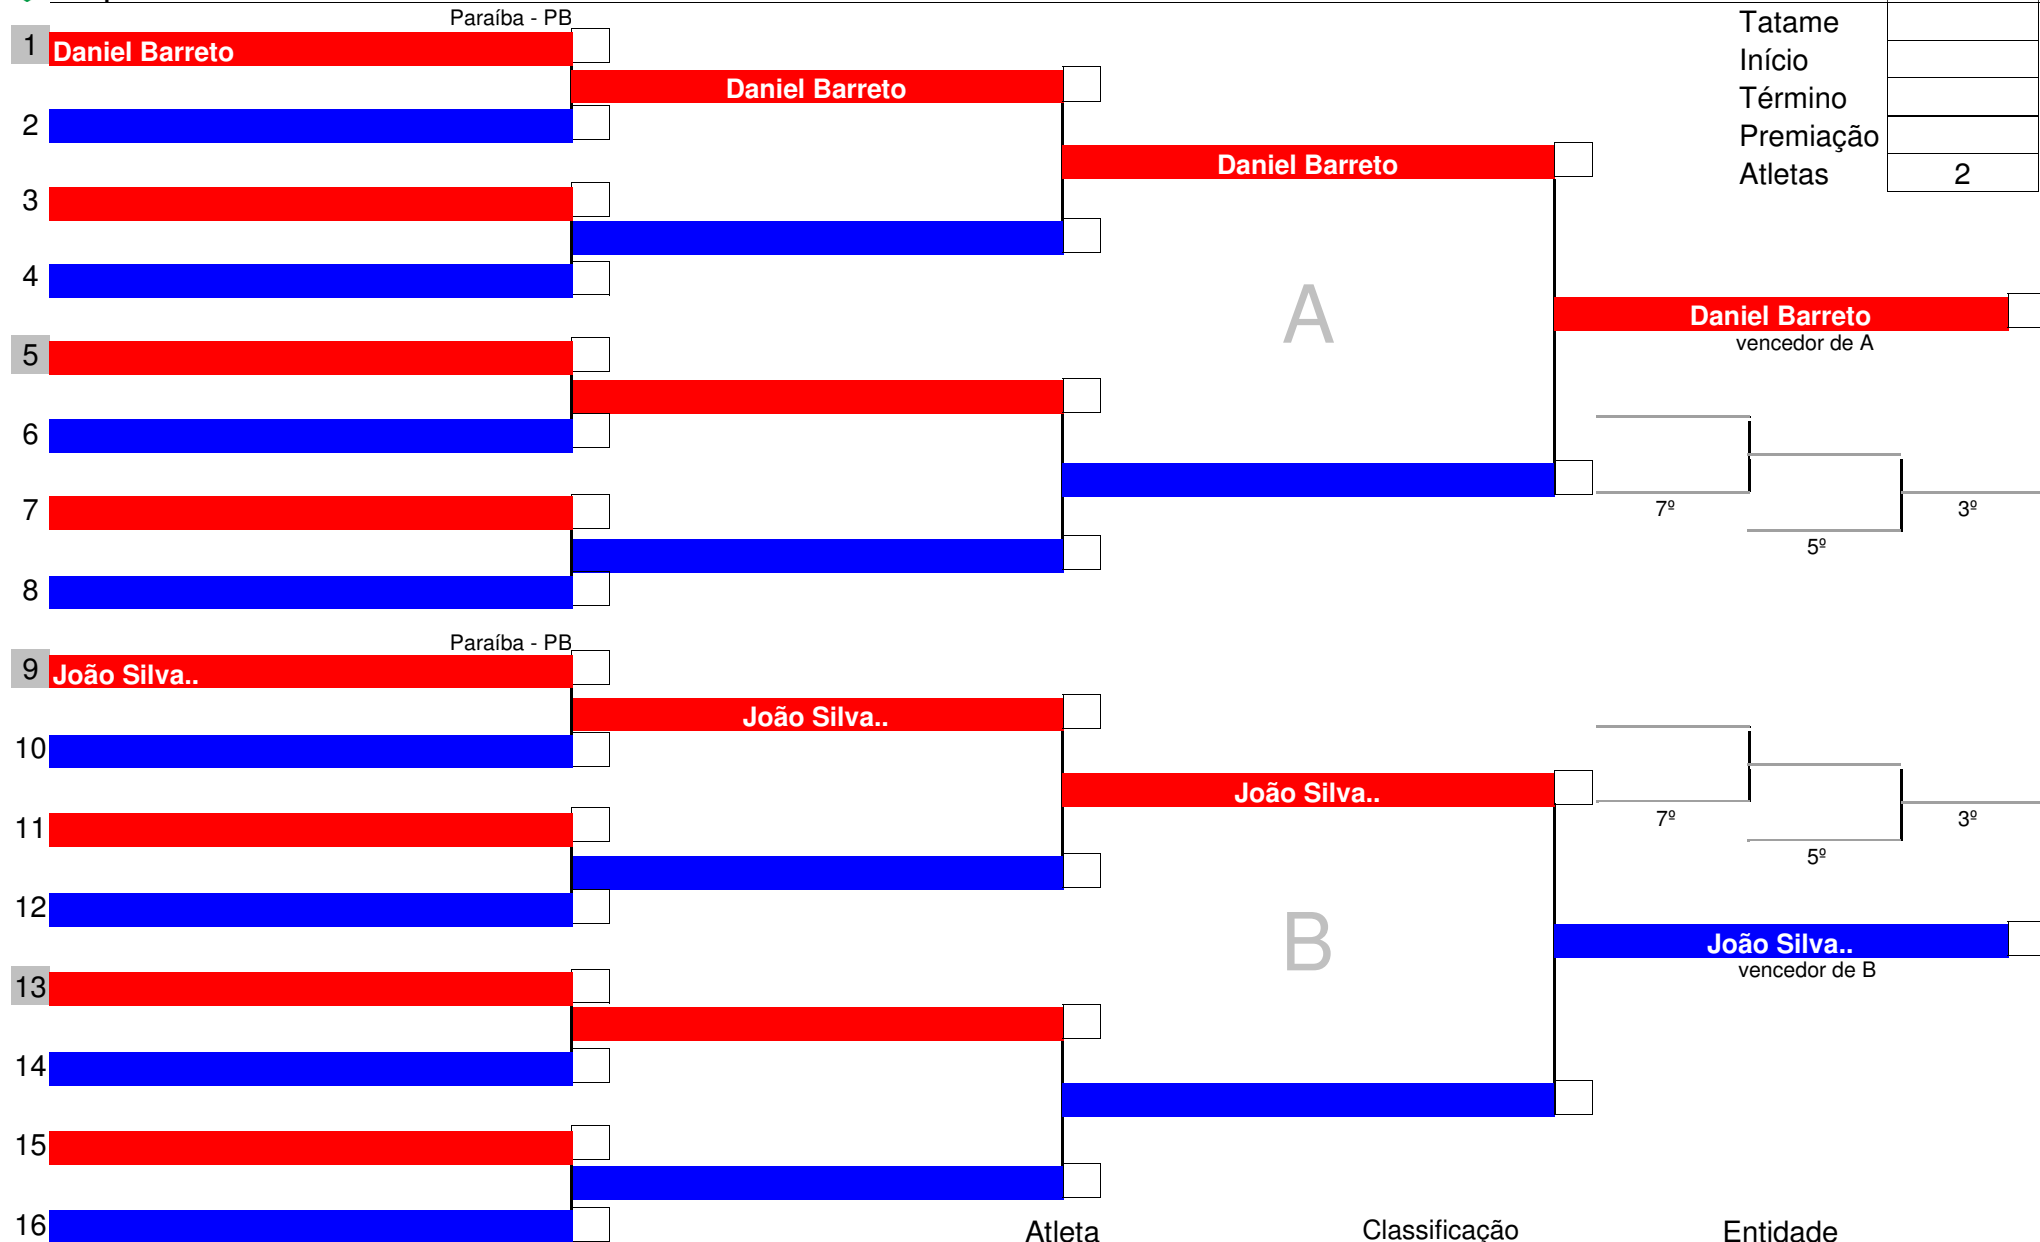 Paraíba - PB
Tatame
1 Daniel Barreto
Início
Daniel Barreto
Término
2
Premiação
Daniel Barreto
Atletas 2
3
4
A
Daniel Barreto
vencedor de A
5
6
7
7º 3º
5º
8
Paraíba - PB
9 João Silva..
João Silva..
10
João Silva..
11
7º 3º
5º
12
B
João Silva..
vencedor de B
13
14
15
16
Atleta Classificação Entidade